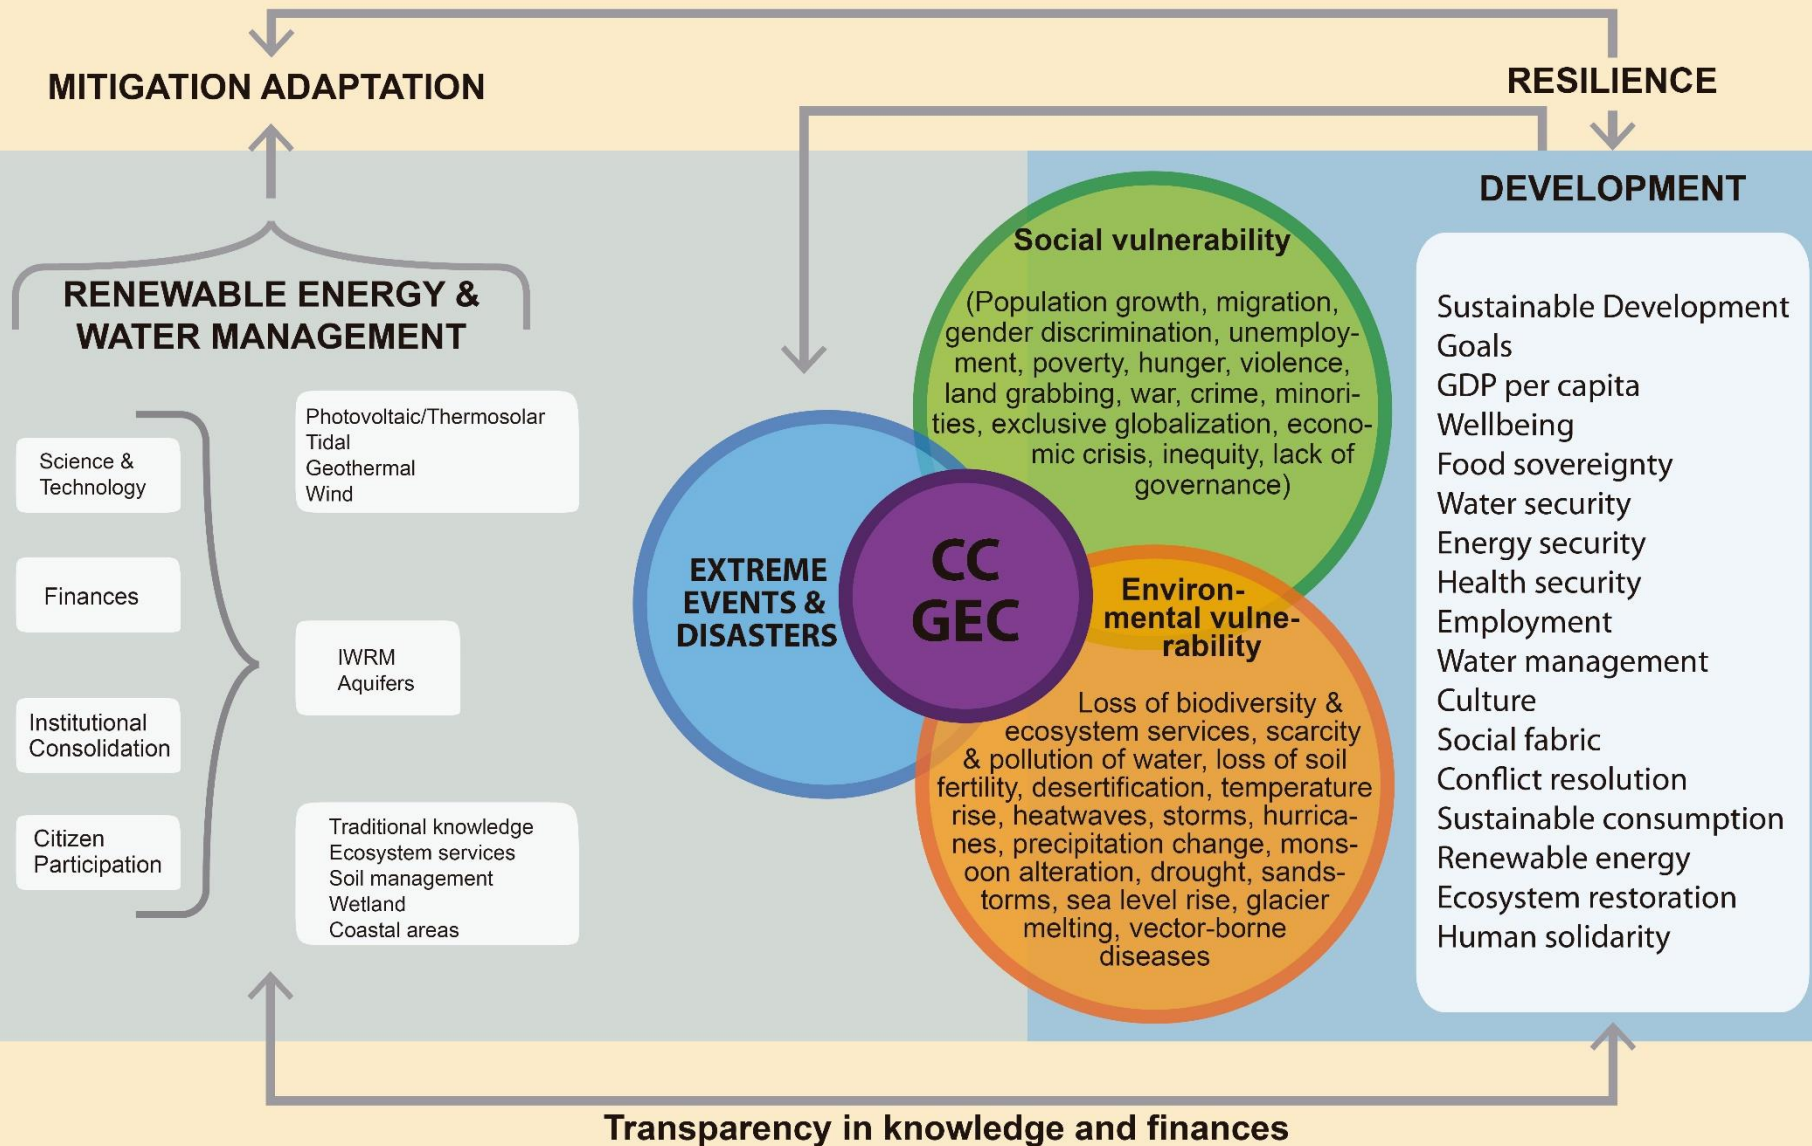 MITIGATION ADAPTATION
RESILIENCE
RENEWABLE ENERGY &
WATER MANAGEMENT
Science &
Technology
Finances
Institutional
Consolidation
Citizen
Participation
Photovoltaic/Thermosolar
Tidal
Geothermal
Wind
IWRM
Aquifers
Traditional knowledge
Ecosystem services
Soil management
Wetland
Coastal areas
EXTREME
EVENTS &
DISASTERS
CC
GEC
Social vulnerability
(Population growth, migration,
gender discrimination, unemploy-
ment, poverty, hunger, violence,
land grabbing, war, crime, minori-
ties, exclusive globalization, econo-
mic crisis, inequity, lack of
governance)
Environ-
mental vulne-
rability
Loss of biodiversity &
ecosystem services, scarcity
& pollution of water, loss of soil
fertility, desertification, temperature
rise, heatwaves, storms, hurrica-
nes, precipitation change, mons-
oon alteration, drought, sands-
torms, sea level rise, glacier
melting, vector-borne
diseases
DEVELOPMENT
Sustainable Development
Goals
GDP per capita
Wellbeing
Food sovereignty
Water security
Energy security
Health security
Employment
Water management
Culture
Social fabric
Conflict resolution
Sustainable consumption
Renewable energy
Ecosystem restoration
Human solidarity
Transparency in knowledge and finances